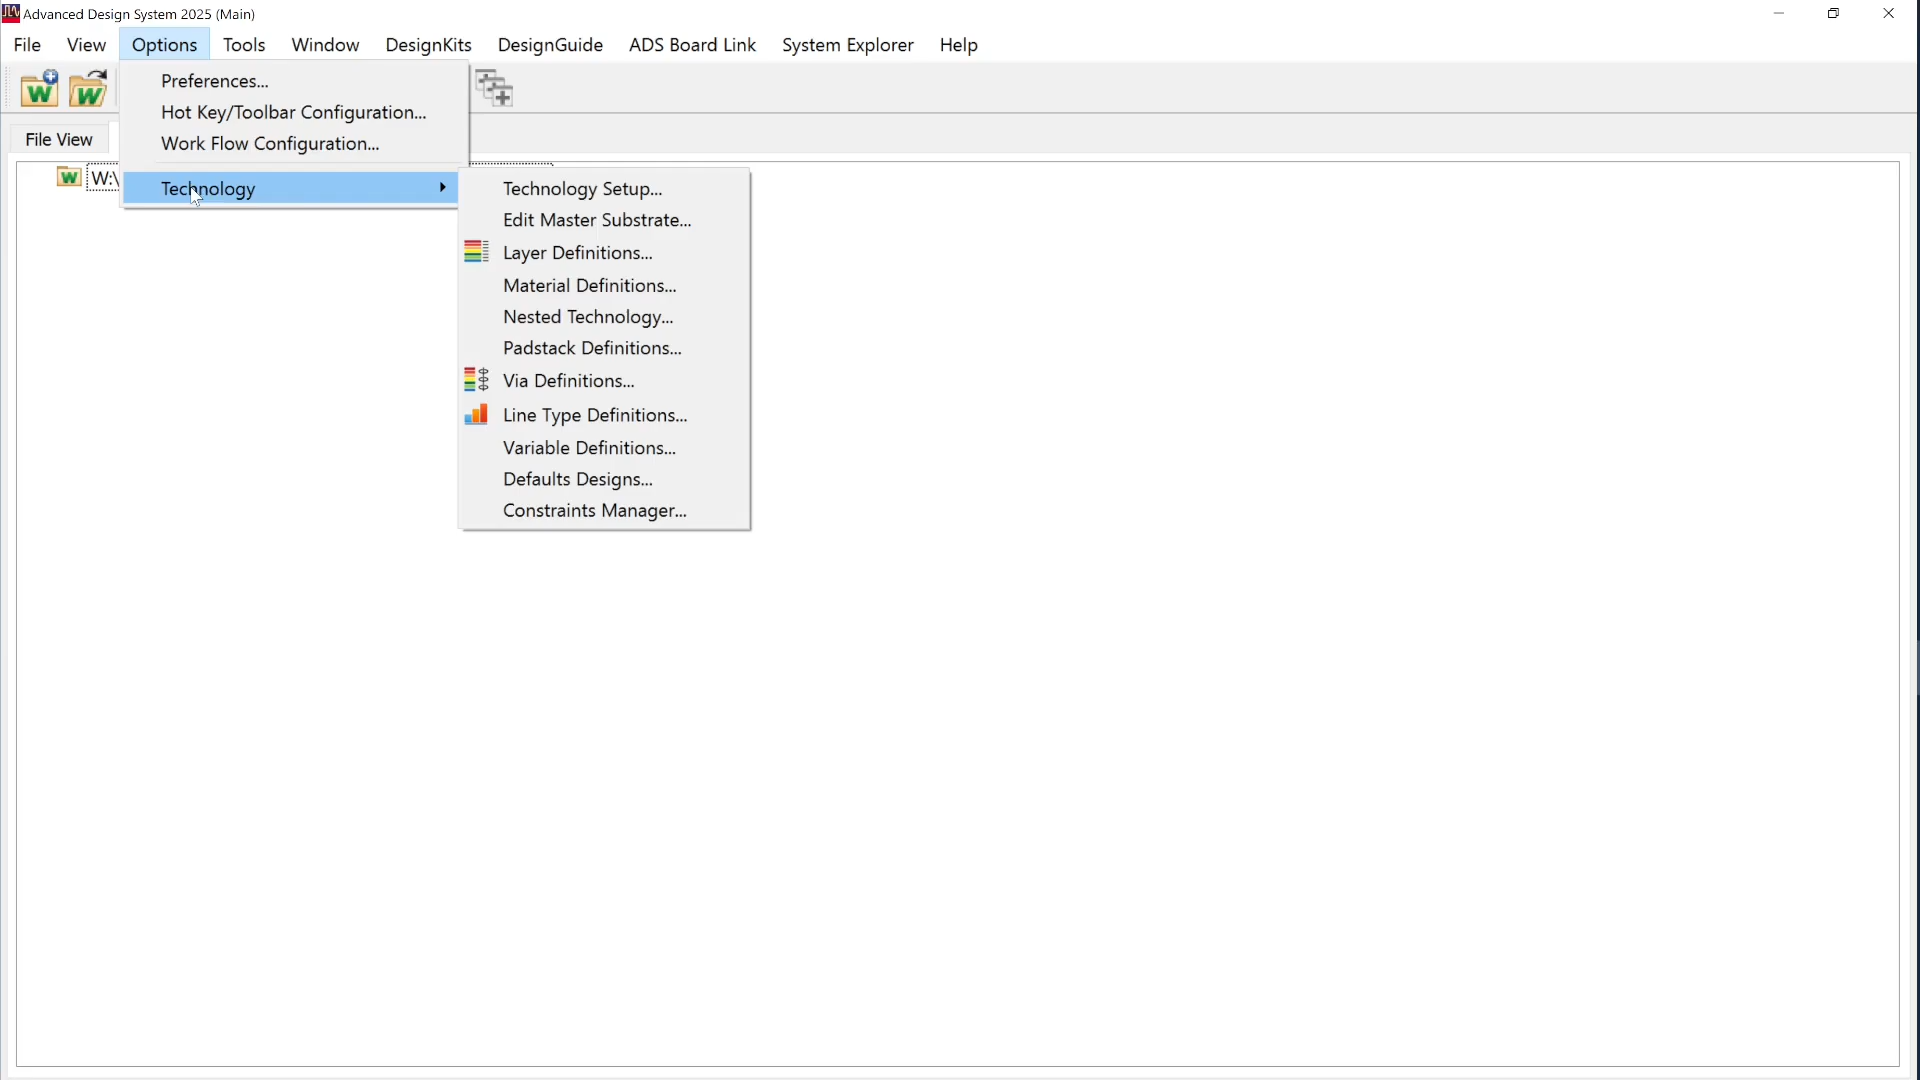 Advanced Design System 2025 (Main)
File View Options Tools Window DesignKits DesignGuide ADS Board Link System Explorer Help
Preferences...
Hot Key/Toolbar Configuration...
Work Flow Configuration...
File View
W:\
Technology
Technology Setup...
Edit Master Substrate...
Layer Definitions...
Material Definitions...
Nested Technology...
Padstack Definitions...
Via Definitions...
Line Type Definitions...
Variable Definitions...
Defaults Designs...
Constraints Manager...